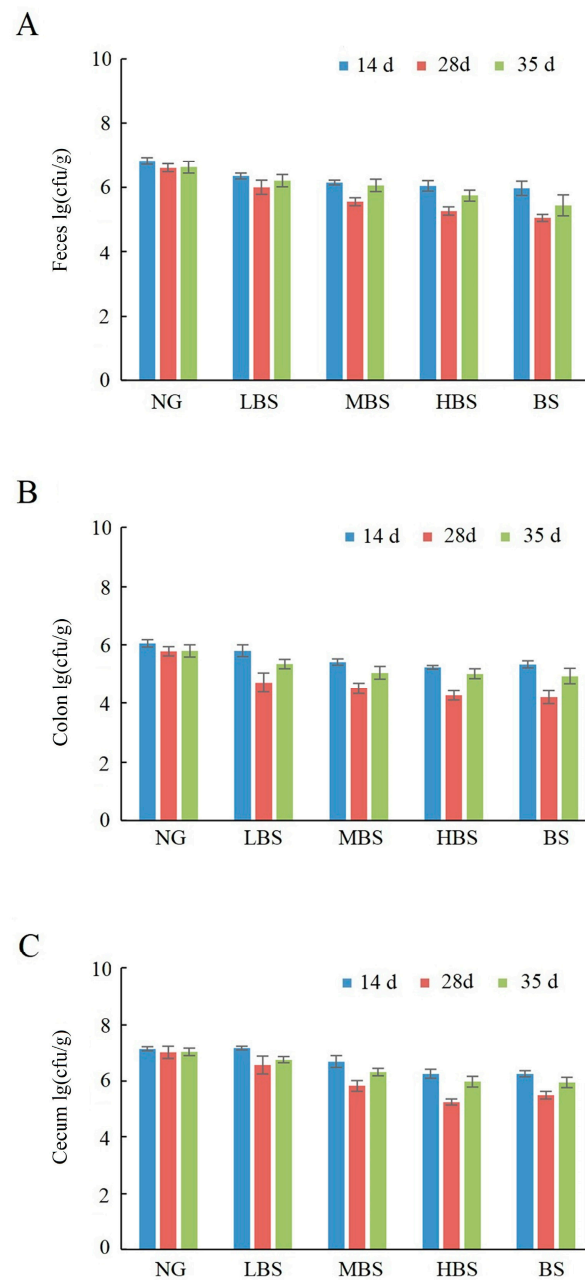 A
10
8
6
4
2
0
Feces lg(cfu/g)
14 d 28d 35 d
NG LBS MBS HBS BS
B
10
8
6
4
2
0
Colon lg(cfu/g)
14 d 28d 35 d
NG LBS MBS HBS BS
C
10
8
6
4
2
0
Cecum lg(cfu/g)
14 d 28d 35 d
NG LBS MBS HBS BS